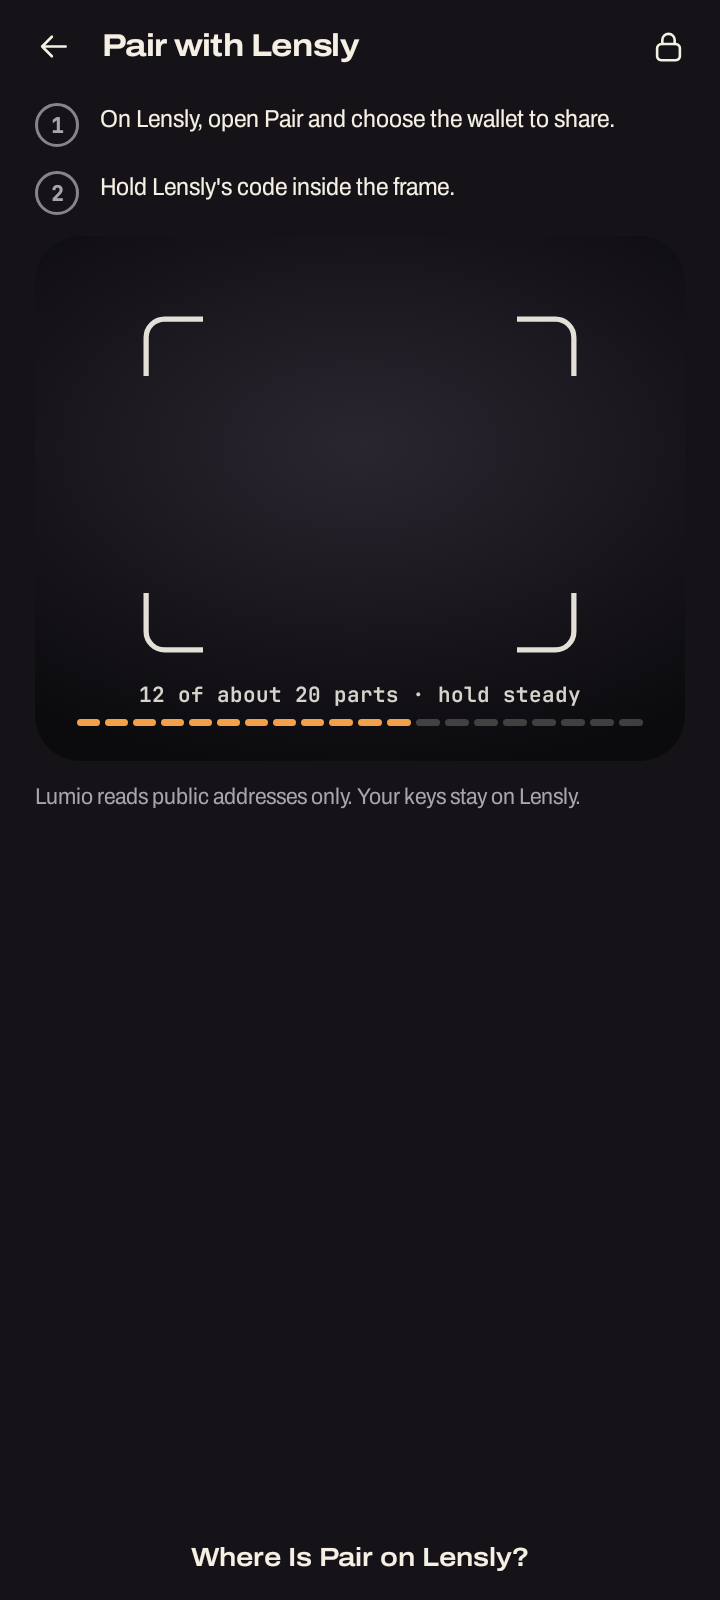 Pair with Lensly
1 On Lensly, open Pair and choose the wallet to share.
2 Hold Lensly's code inside the frame.
12 of about 20 parts · hold steady
Lumio reads public addresses only. Your keys stay on Lensly.
Where Is Pair on Lensly?